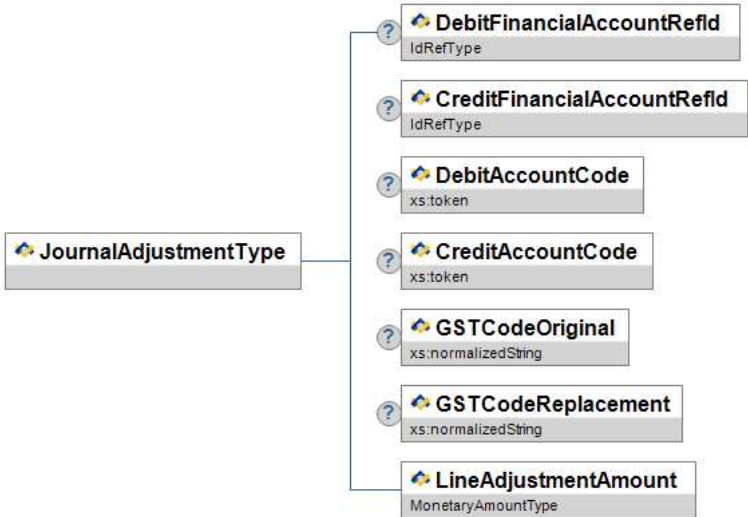 ? DebitFinancialAccountRefId
IdRefType
? CreditFinancialAccountRefId
IdRefType
? DebitAccountCode
xs:token
JournalAdjustmentType
? CreditAccountCode
xs:token
? GSTCodeOriginal
xs:normalizedString
? GSTCodeReplacement
xs:normalizedString
LineAdjustmentAmount
MonetaryAmountType